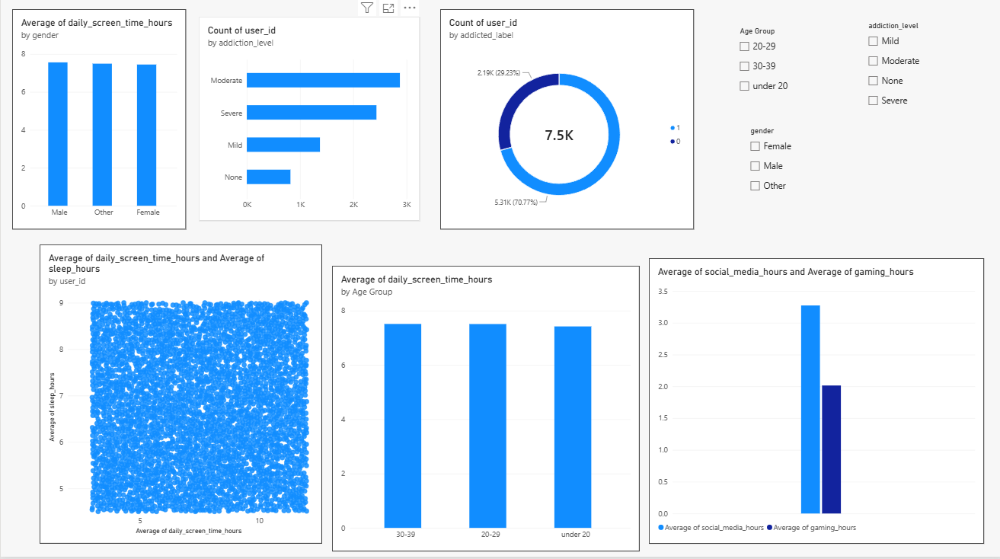 Average of daily_screen_time_hours
by gender
8
6
4
2
0
Male Other Female
Count of user_id
by addiction_level
Moderate
Severe
Mild
None
0K 1K 2K 3K
Count of user_id
by addicted_label
2.19K (29.23%)
7.5K
1
0
5.31K (70.77%)
Age Group
20-29
30-39
under 20
addiction_level
Mild
Moderate
None
Severe
gender
Female
Male
Other
Average of daily_screen_time_hours and Average of
sleep_hours
by user_id
Average of sleep_hours
9
8
7
6
5
5 10
Average of daily_screen_time_hours
Average of daily_screen_time_hours
by Age Group
8
6
4
2
0
30-39 20-29 under 20
Average of social_media_hours and Average of gaming_hours
3.5
3.0
2.5
2.0
1.5
1.0
0.5
0.0
Average of social_media_hours Average of gaming_hours